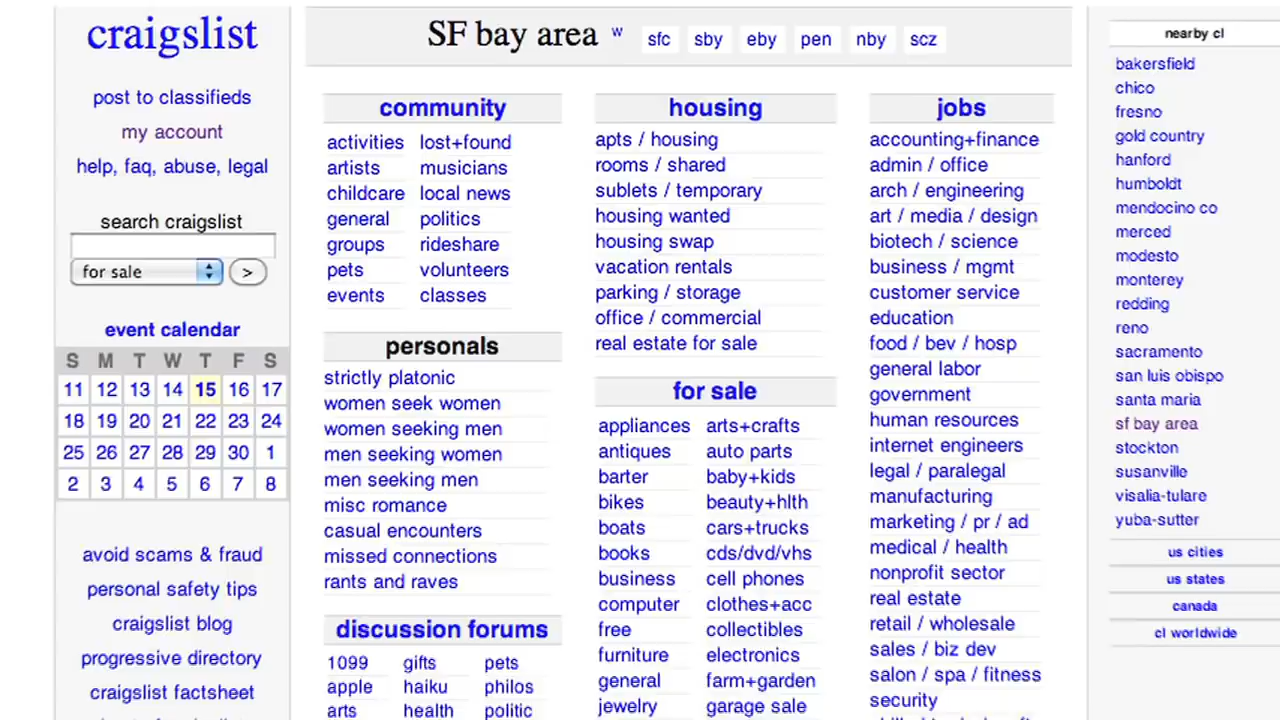 craigslist
post to classifieds
my account
help, faq, abuse, legal
search craigslist
for sale
>
event calendar
S M T W T F S
11 12 13 14 15 16 17
18 19 20 21 22 23 24
25 26 27 28 29 30 1
2 3 4 5 6 7 8
avoid scams & fraud
personal safety tips
craigslist blog
progressive directory
craigslist factsheet
SF bay area w sfc sby eby pen nby scz
community
activities lost+found
artists musicians
childcare local news
general politics
groups rideshare
pets volunteers
events classes
personals
strictly platonic
women seek women
women seeking men
men seeking women
men seeking men
misc romance
casual encounters
missed connections
rants and raves
discussion forums
1099 gifts pets
apple haiku philos
arts health politic
housing
apts / housing
rooms / shared
sublets / temporary
housing wanted
housing swap
vacation rentals
parking / storage
office / commercial
real estate for sale
for sale
appliances arts+crafts
antiques auto parts
barter baby+kids
bikes beauty+hlth
boats cars+trucks
books cds/dvd/vhs
business cell phones
computer clothes+acc
free collectibles
furniture electronics
general farm+garden
jewelry garage sale
jobs
accounting+finance
admin / office
arch / engineering
art / media / design
biotech / science
business / mgmt
customer service
education
food / bev / hosp
general labor
government
human resources
internet engineers
legal / paralegal
manufacturing
marketing / pr / ad
medical / health
nonprofit sector
real estate
retail / wholesale
sales / biz dev
salon / spa / fitness
security
nearby cl
bakersfield
chico
fresno
gold country
hanford
humboldt
mendocino co
merced
modesto
monterey
redding
reno
sacramento
san luis obispo
santa maria
sf bay area
stockton
susanville
visalia-tulare
yuba-sutter
us cities
us states
canada
cl worldwide